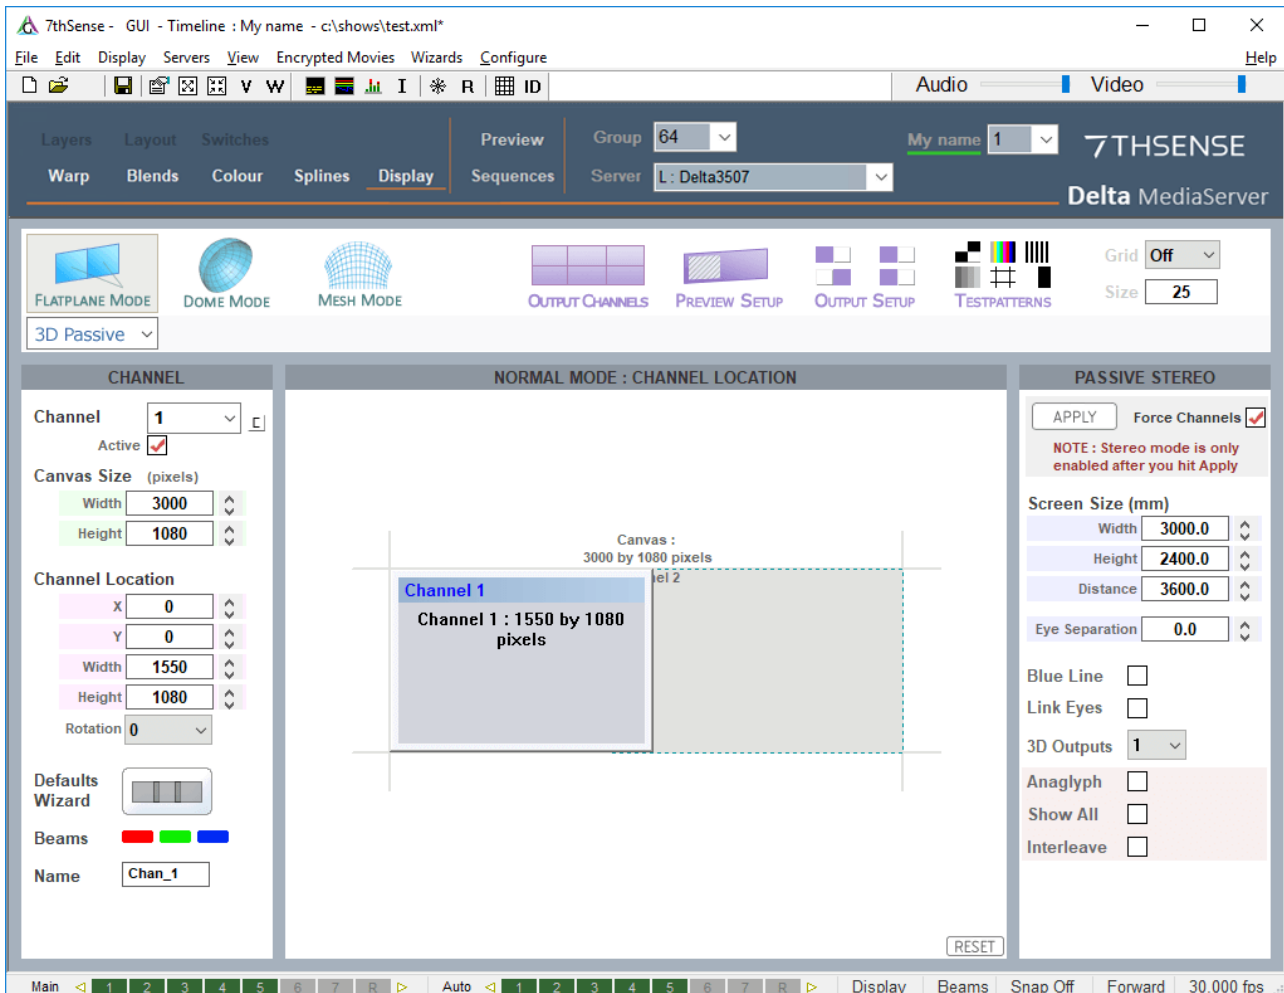 7thSense - GUI - Timeline : My name - c:\shows\test.xml*
File Edit Display Servers View Encrypted Movies Wizards Configure Help
V W I R ID Audio Video
Layers Layout Switches Preview Group 64 My name 1 7THSENSE
Warp Blends Colour Splines Display Sequences Server L : Delta3507 Delta MediaServer
FLATPLANE MODE DOME MODE MESH MODE OUTPUT CHANNELS PREVIEW SETUP OUTPUT SETUP TESTPATTERNS
Grid Off
Size 25
3D Passive
CHANNEL
Channel 1
Active
Canvas Size (pixels)
Width 3000
Height 1080
Channel Location
X 0
Y 0
Width 1550
Height 1080
Rotation 0
Defaults
Wizard
Beams
Name Chan_1
NORMAL MODE : CHANNEL LOCATION
Canvas :
3000 by 1080 pixels
nel 2
Channel 1
Channel 1 : 1550 by 1080
pixels
RESET
PASSIVE STEREO
APPLY Force Channels
NOTE : Stereo mode is only
enabled after you hit Apply
Screen Size (mm)
Width 3000.0
Height 2400.0
Distance 3600.0
Eye Separation 0.0
Blue Line
Link Eyes
3D Outputs 1
Anaglyph
Show All
Interleave
Main 1 2 3 4 5 6 7 R Auto 1 2 3 4 5 6 7 R Display Beams Snap Off Forward 30.000 fps